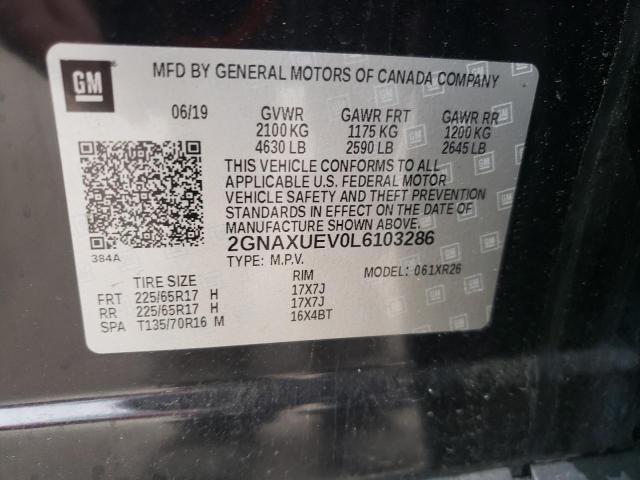 GM
MFD BY GENERAL MOTORS OF CANADA COMPANY
06/19 GVWR GAWR FRT GAWR RR
2100 KG 1175 KG 1200 KG
4630 LB 2590 LB 2645 LB
THIS VEHICLE CONFORMS TO ALL
APPLICABLE U.S. FEDERAL MOTOR
VEHICLE SAFETY AND THEFT PREVENTION
STANDARDS IN EFFECT ON THE DATE OF
MANUFACTURE SHOWN ABOVE.
384A 2GNAXUEV0L6103286
TYPE: M.P.V. MODEL: 061XR26
TIRE SIZE RIM
FRT 225/65R17 H 17X7J
RR 225/65R17 H 17X7J
SPA T135/70R16 M 16X4BT